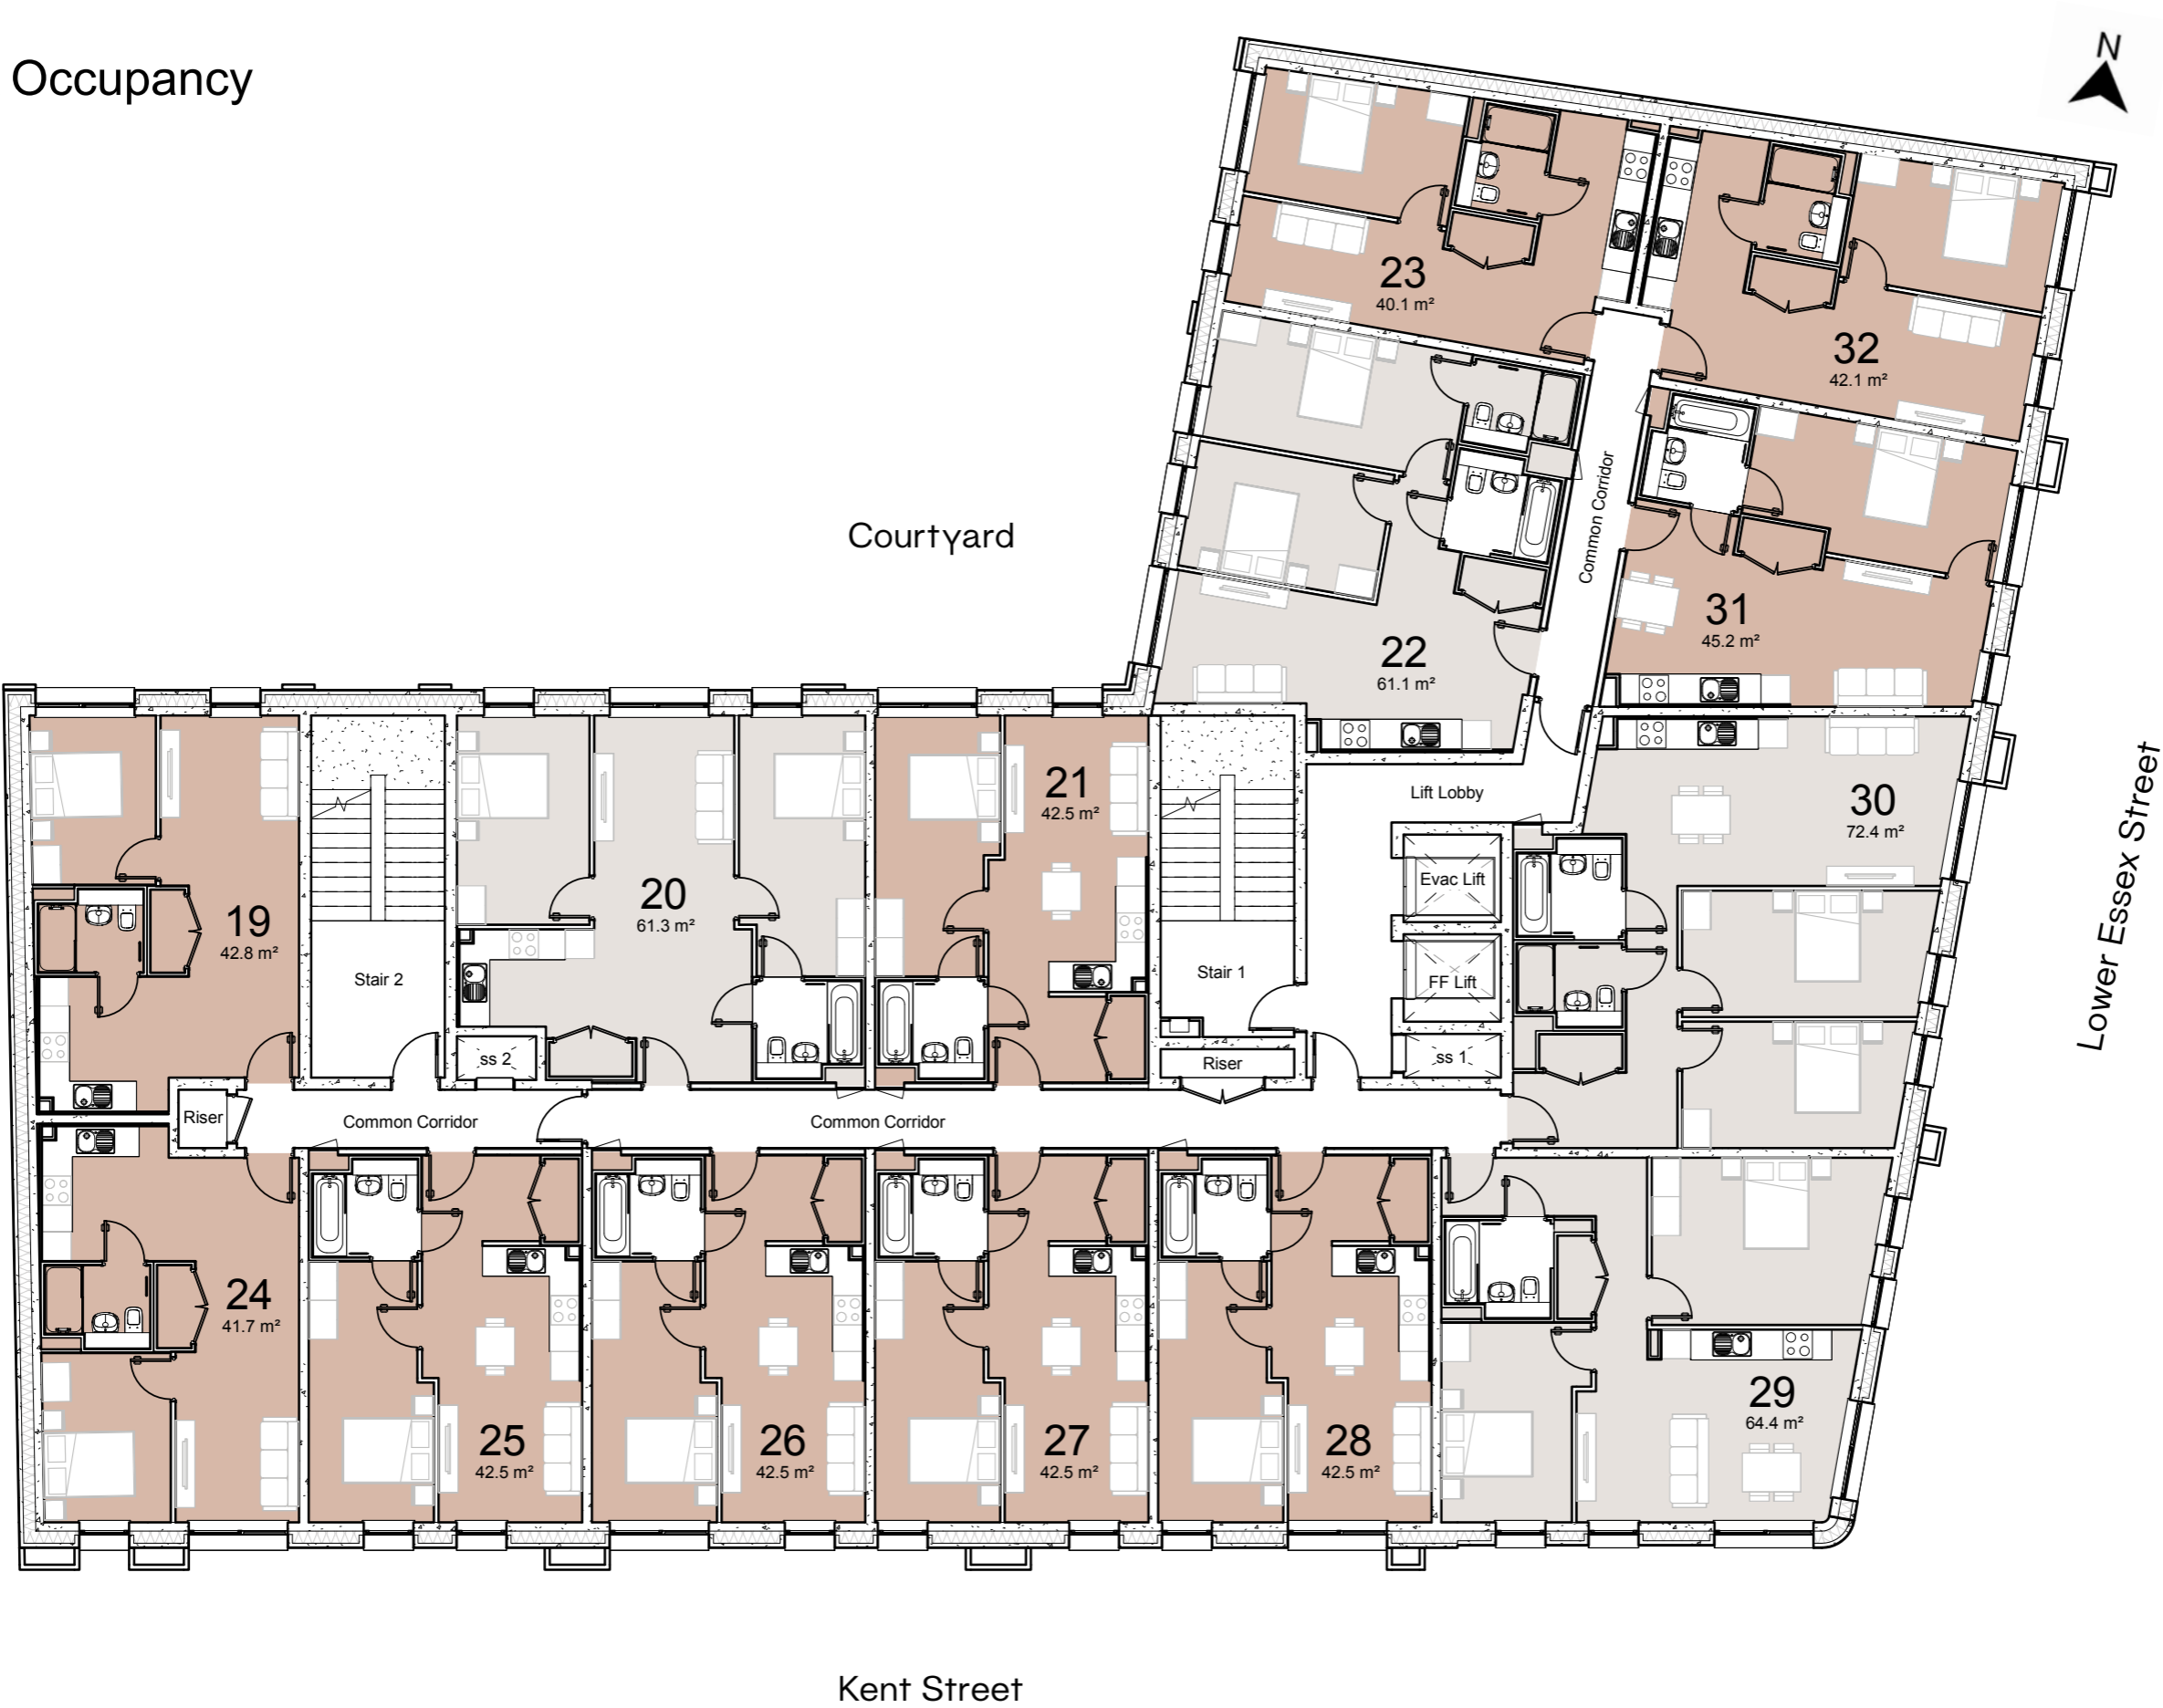 Occupancy
N
23
40.1 m²
32
42.1 m²
Common Corridor
Courtyard
31
45.2 m²
22
61.1 m²
21
42.5 m²
Lift Lobby
30
72.4 m²
Lower Essex Street
20
61.3 m²
Evac Lift
19
42.8 m²
Stair 2
Stair 1
FF Lift
ss 2
ss 1
Riser
Riser
Common Corridor
Common Corridor
24
41.7 m²
29
64.4 m²
25
42.5 m²
26
42.5 m²
27
42.5 m²
28
42.5 m²
Kent Street